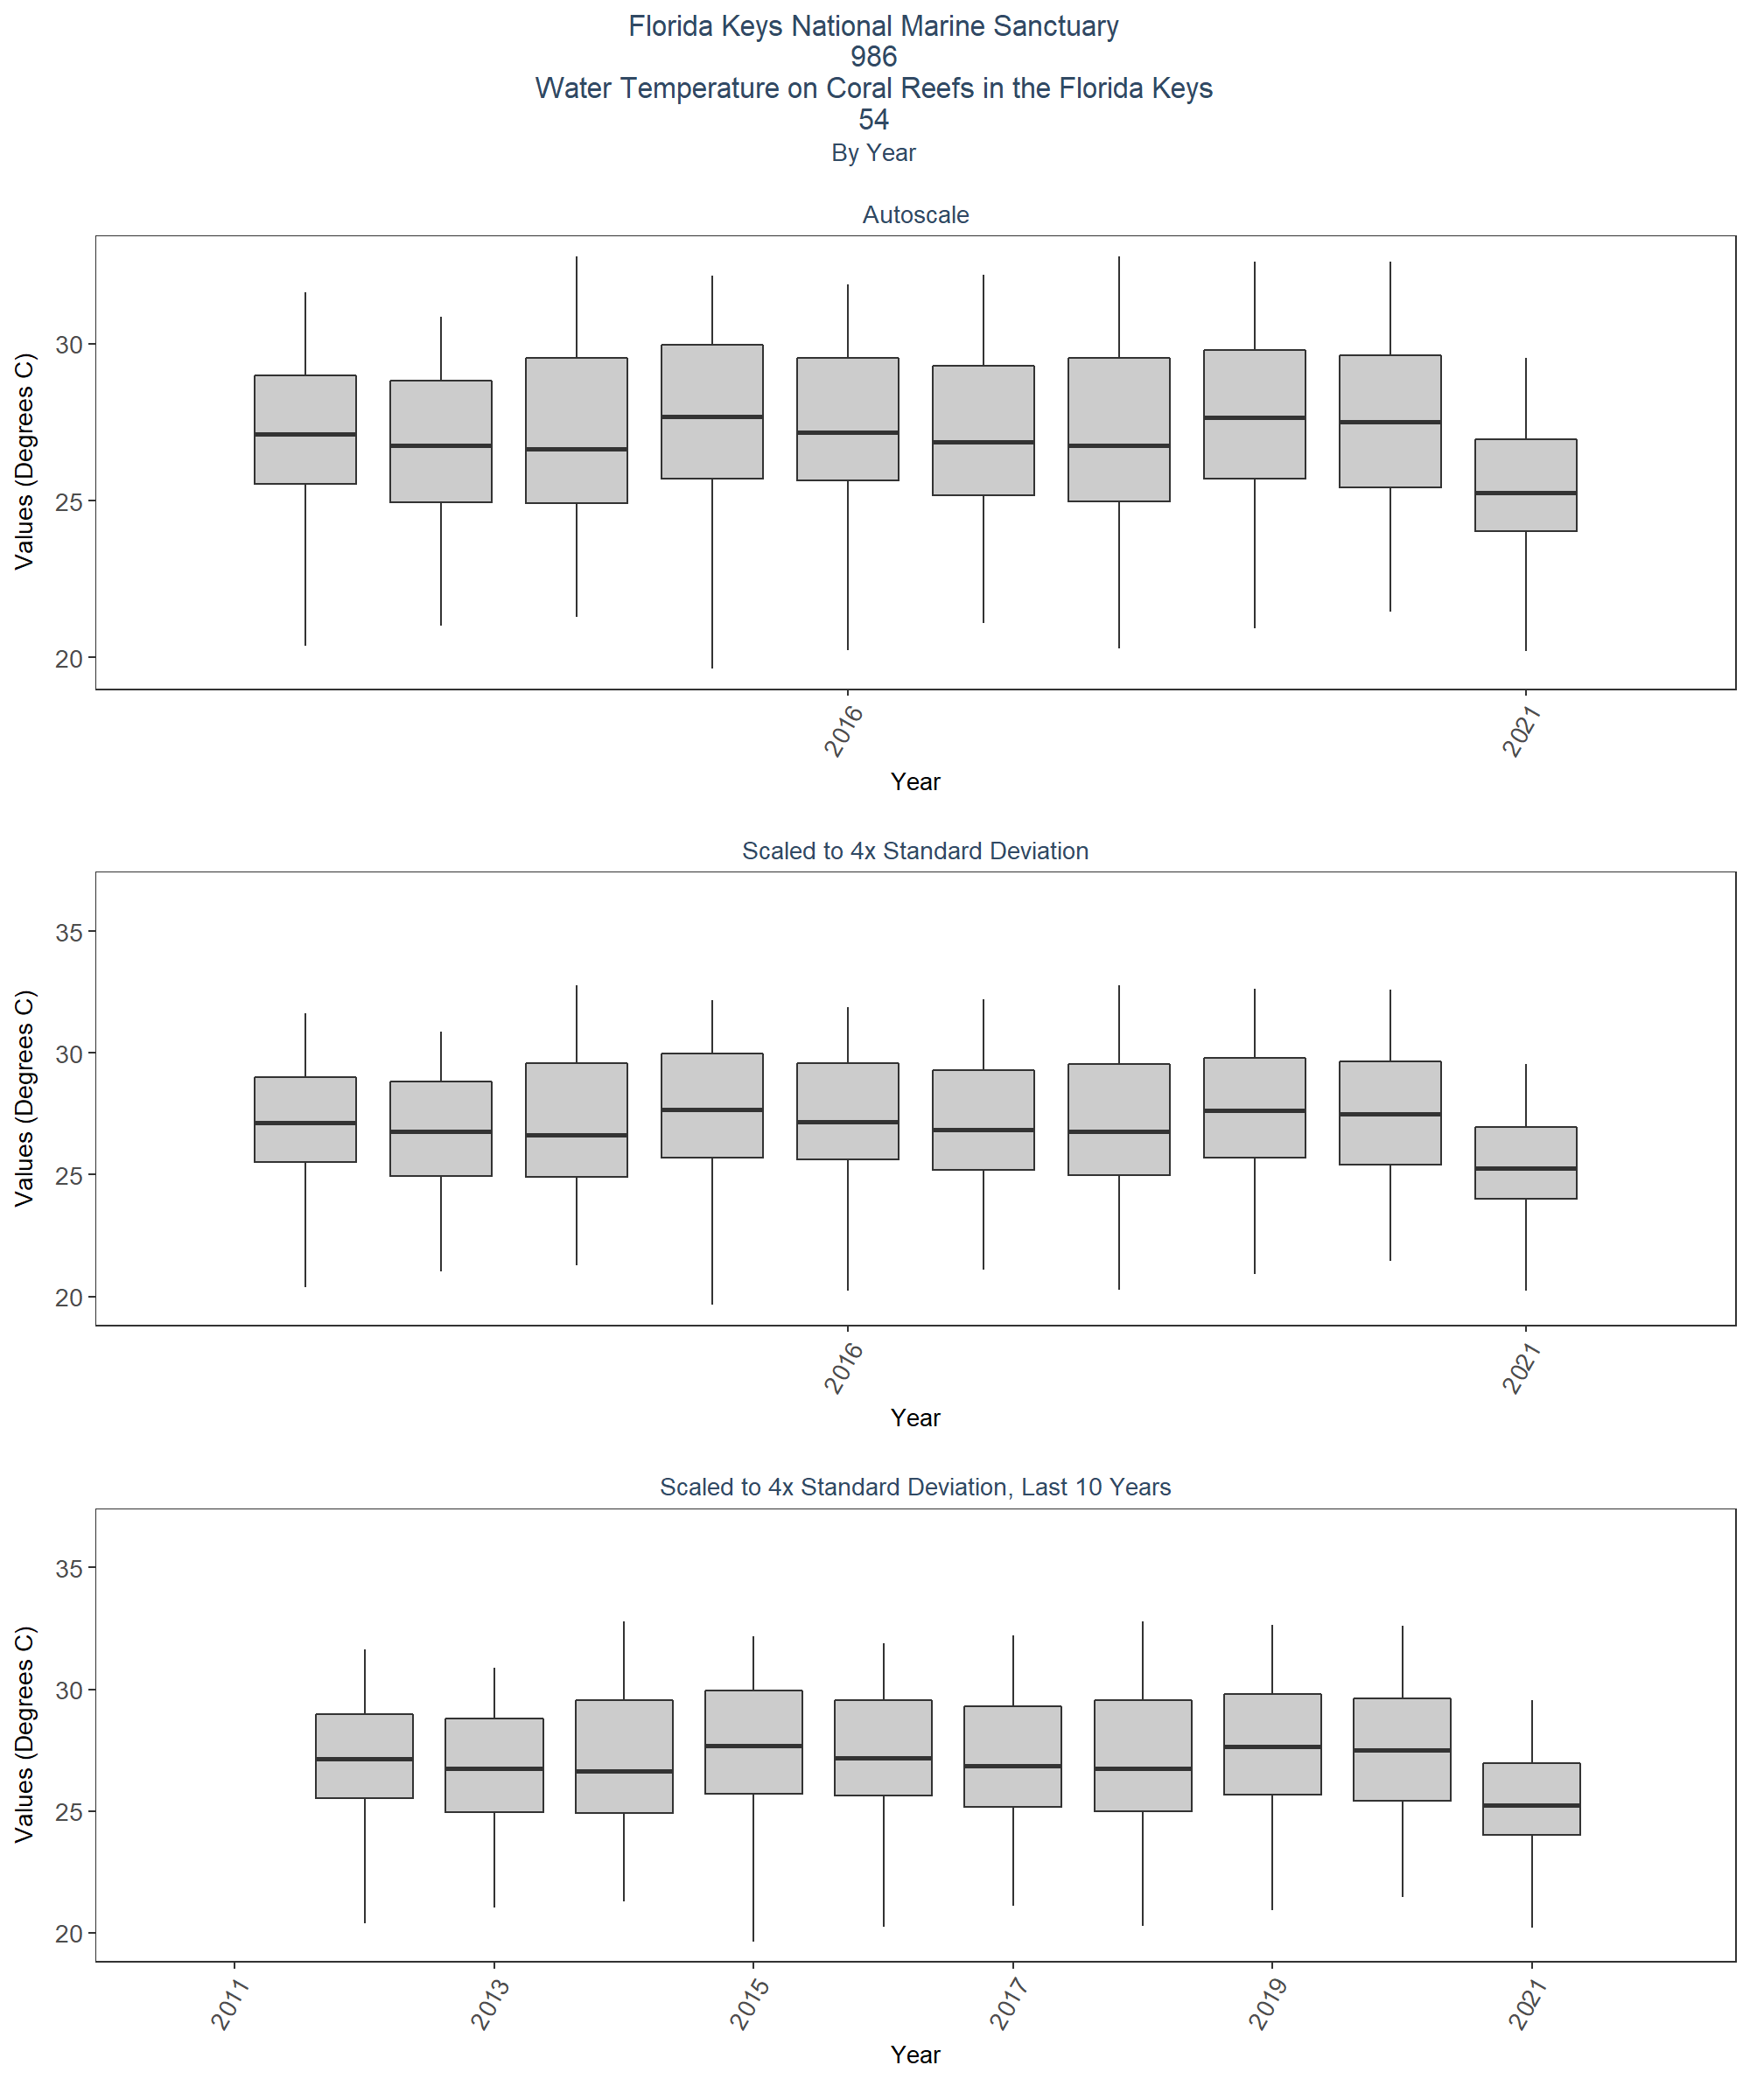 Florida Keys National Marine Sanctuary
986
Water Temperature on Coral Reefs in the Florida Keys
54
By Year
Autoscale
Values (Degrees C)
30
25
20
2016
2021
Year
Scaled to 4x Standard Deviation
Values (Degrees C)
35
30
25
20
2016
2021
Year
Scaled to 4x Standard Deviation, Last 10 Years
Values (Degrees C)
35
30
25
20
2011
2013
2015
2017
2019
2021
Year